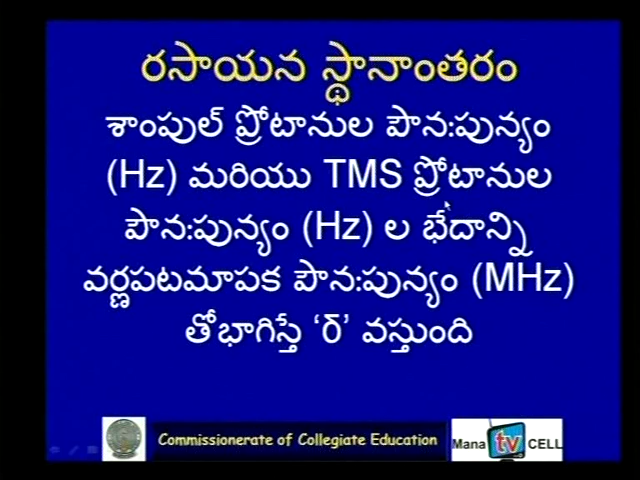 రసాయన స్థానాంతరం
శాంపుల్ ప్రోటానుల పౌన:పున్యం
(Hz) మరియు TMS ప్రోటానుల
పౌన:పున్యం (Hz) ల భేదాన్ని
వర్ణపటమాపక పౌన:పున్యం (MHz)
తోభాగిస్తే ‘δ’ వస్తుంది
Commissionerate of Collegiate Education
Mana tv CELL